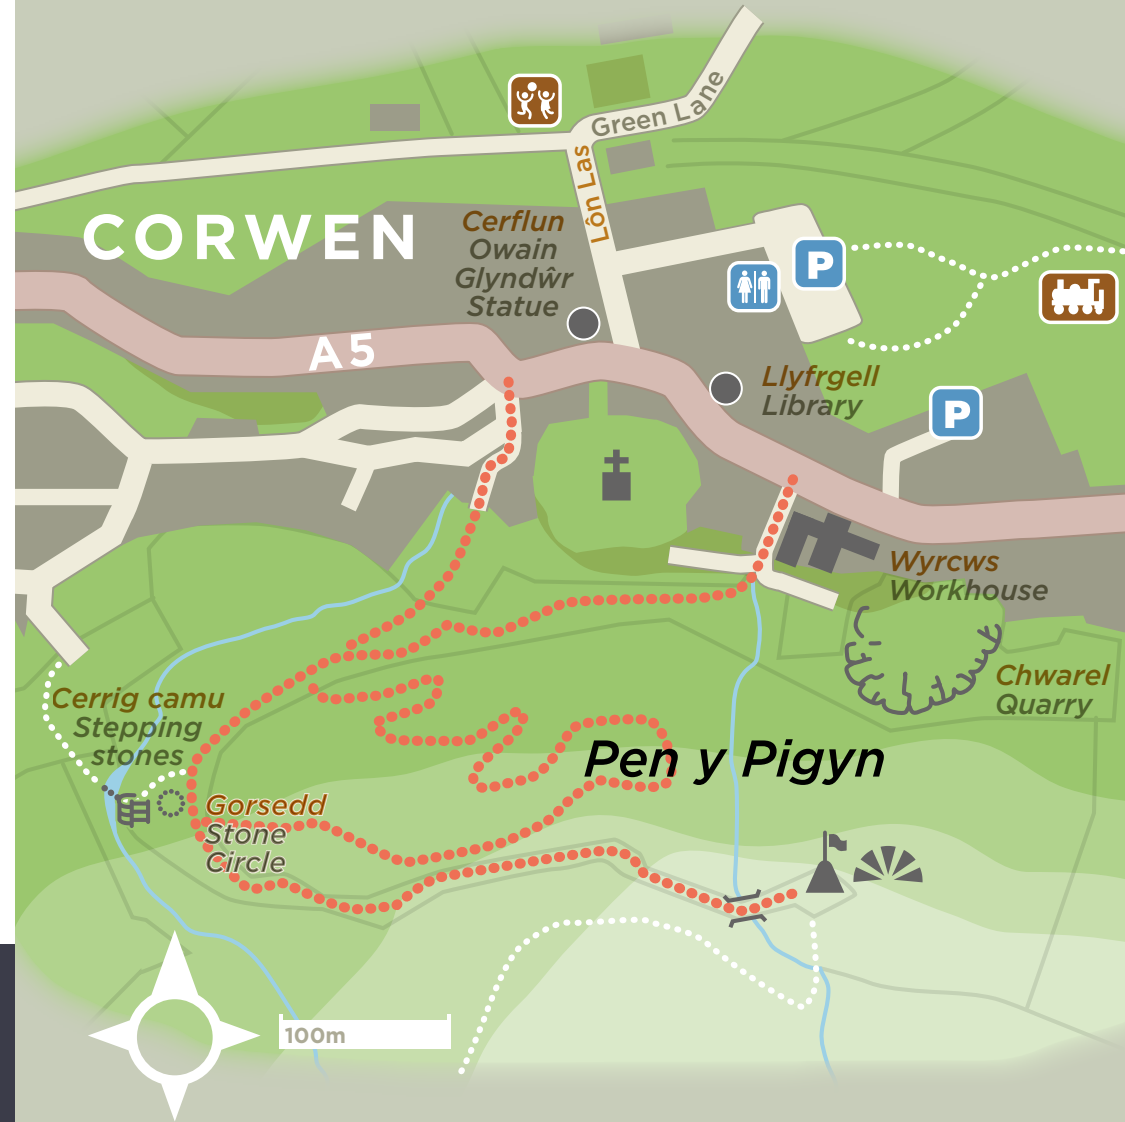 Green Lane
Lôn Las
CORWEN
Cerflun
Owain
Glyndŵr
Statue
P
A5
Llyfrgell
Library
P
Wyrcws
Workhouse
Chwarel
Quarry
Cerrig camu
Stepping
stones
Pen y Pigyn
Gorsedd
Stone
Circle
100m